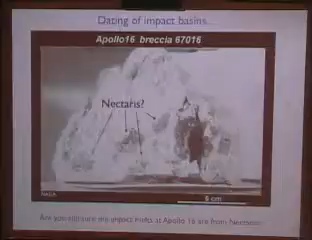 Dating of impact basins...
Apollo16 breccia 67016
Nectaris?
8 cm
NASA
Are you still sure the impact melts at Apollo 16 are from Nectaris?